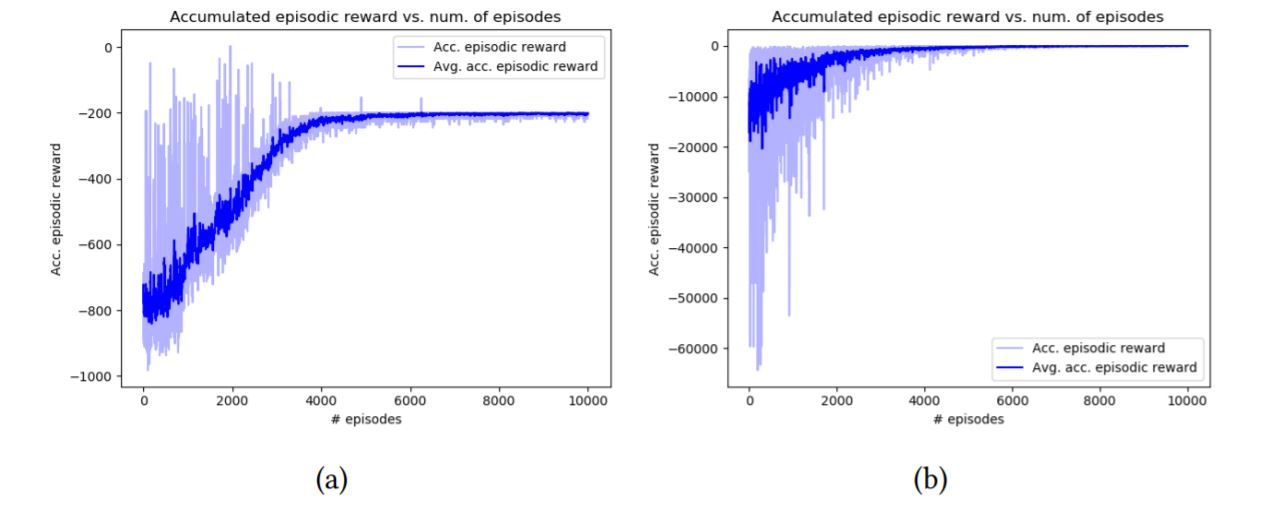 Accumulated episodic reward vs. num. of episodes
Acc. episodic reward
Avg. acc. episodic reward
0
−200
−400
−600
−800
−1000
Acc. episodic reward
0
2000
4000
6000
8000
10000
# episodes
(a)
Accumulated episodic reward vs. num. of episodes
0
−10000
−20000
−30000
−40000
−50000
−60000
Acc. episodic reward
Acc. episodic reward
Avg. acc. episodic reward
0
2000
4000
6000
8000
10000
# episodes
(b)